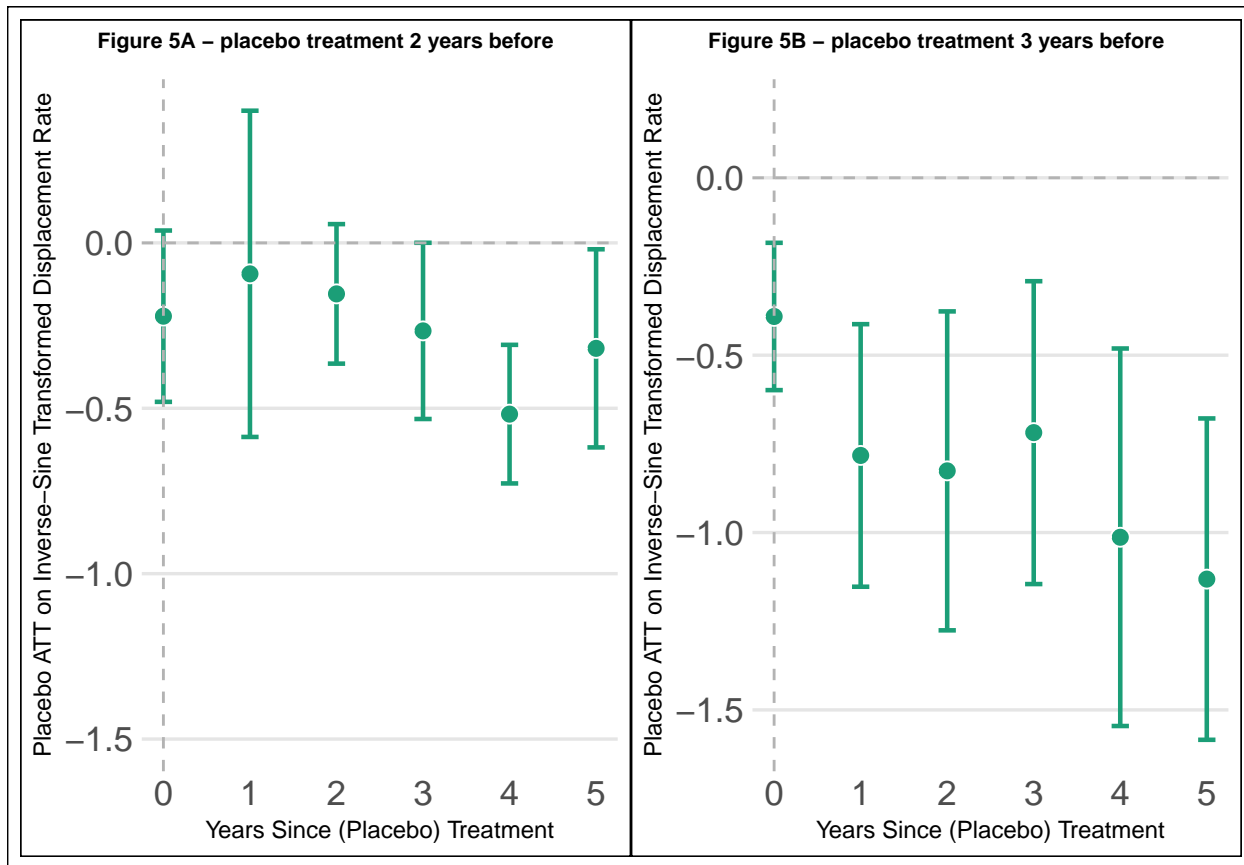 Figure 5A – placebo treatment 2 years before
Placebo ATT on Inverse–Sine Transformed Displacement Rate
0.0
−0.5
−1.0
−1.5
0 1 2 3 4 5
Years Since (Placebo) Treatment
Figure 5B – placebo treatment 3 years before
Placebo ATT on Inverse–Sine Transformed Displacement Rate
0.0
−0.5
−1.0
−1.5
0 1 2 3 4 5
Years Since (Placebo) Treatment